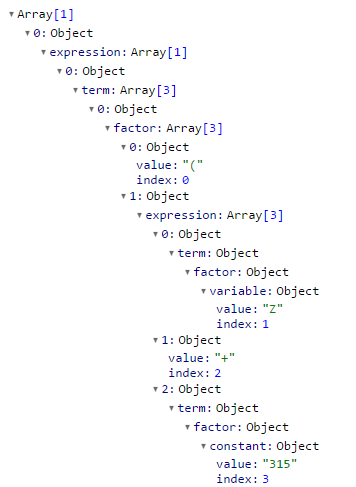 ▼ Array[1]
▼ 0: Object
▼ expression: Array[1]
▼ 0: Object
▼ term: Array[3]
▼ 0: Object
▼ factor: Array[3]
▼ 0: Object
value: "("
index: 0
▼ 1: Object
▼ expression: Array[3]
▼ 0: Object
▼ term: Object
▼ factor: Object
▼ variable: Object
value: "Z"
index: 1
▼ 1: Object
value: "+"
index: 2
▼ 2: Object
▼ term: Object
▼ factor: Object
▼ constant: Object
value: "315"
index: 3